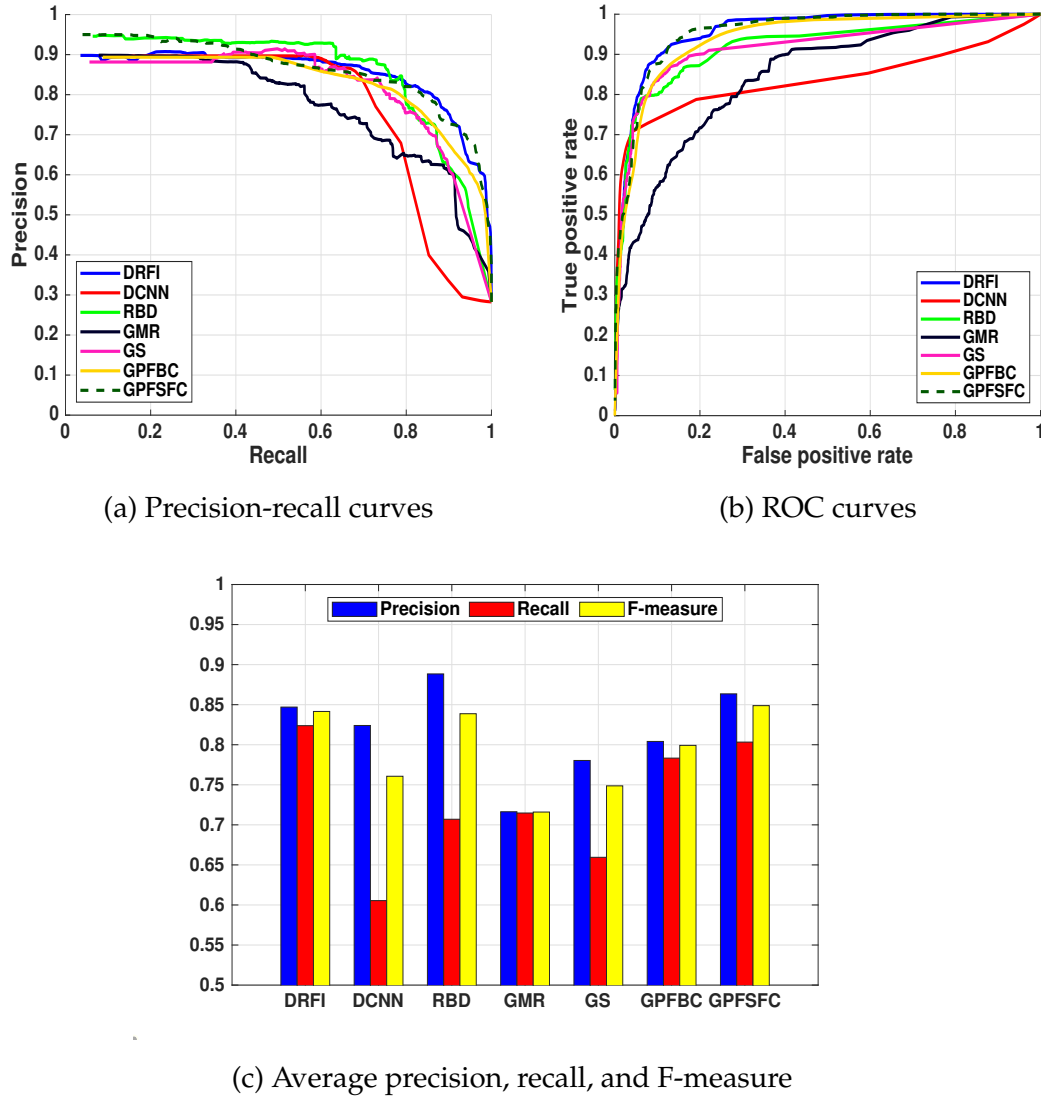 1
0.9
0.8
0.7
0.6
0.5
0.4
0.3
0.2
0.1
0
Precision
DRFI
DCNN
RBD
GMR
GS
GPFBC
GPFSFC
0 0.2 0.4 0.6 0.8 1
Recall
(a) Precision-recall curves
1
0.9
0.8
0.7
0.6
0.5
0.4
0.3
0.2
0.1
0
True positive rate
DRFI
DCNN
RBD
GMR
GS
GPFBC
GPFSFC
0 0.2 0.4 0.6 0.8 1
False positive rate
(b) ROC curves
1
0.95
0.9
0.85
0.8
0.75
0.7
0.65
0.6
0.55
0.5
Precision Recall F-measure
DRFI DCNN RBD GMR GS GPFBC GPFSFC
(c) Average precision, recall, and F-measure